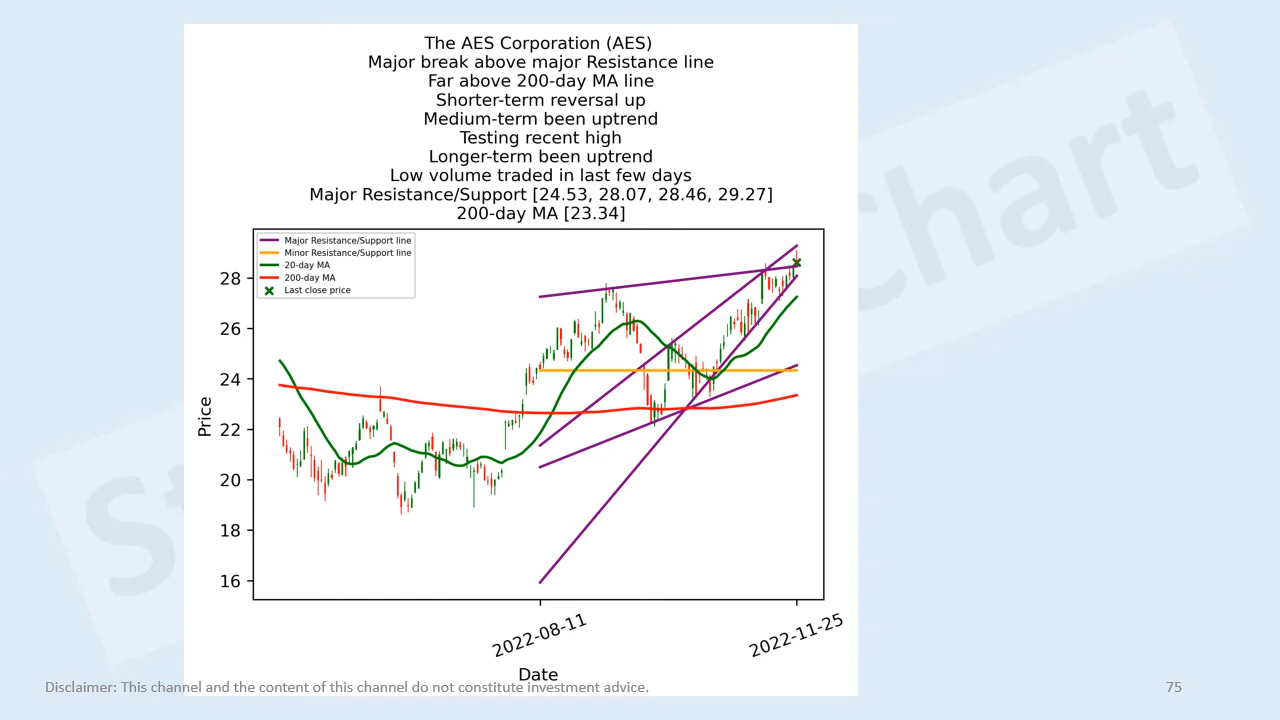 The AES Corporation (AES)
Major break above major Resistance line
Far above 200-day MA line
Shorter-term reversal up
Medium-term been uptrend
Testing recent high
Longer-term been uptrend
Low volume traded in last few days
Major Resistance/Support [24.53, 28.07, 28.46, 29.27]
200-day MA [23.34]
Major Resistance/Support line
Minor Resistance/Support line
20-day MA
200-day MA
Last close price
28
26
24
22
20
18
16
Price
2022-08-11
2022-11-25
Date
Disclaimer: This channel and the content of this channel do not constitute investment advice.
75